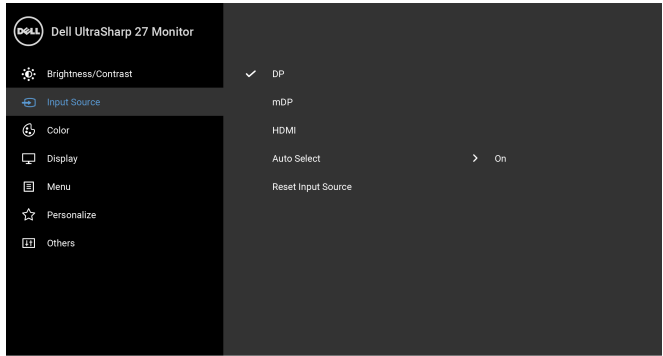 DELL
Dell UltraSharp 27 Monitor
Brightness/Contrast
Input Source
Color
Display
Menu
Personalize
Others
DP
mDP
HDMI
Auto Select > On
Reset Input Source